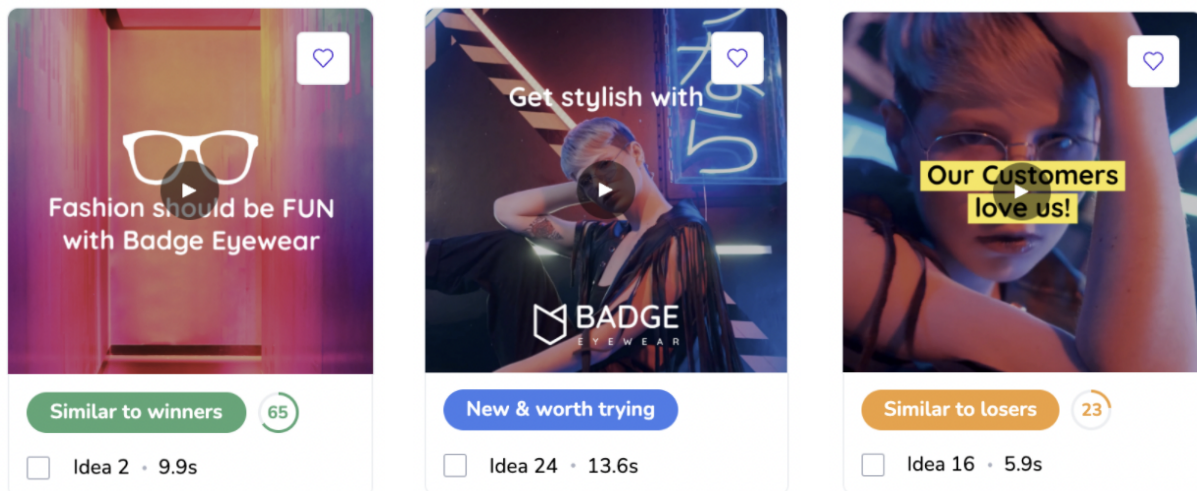 Fashion should be FUN
with Badge Eyewear
Similar to winners 65
Idea 2 • 9.9s
Get stylish with
BADGE
EYEWEAR
New & worth trying
Idea 24 • 13.6s
Our Customers
love us!
Similar to losers 23
Idea 16 • 5.9s